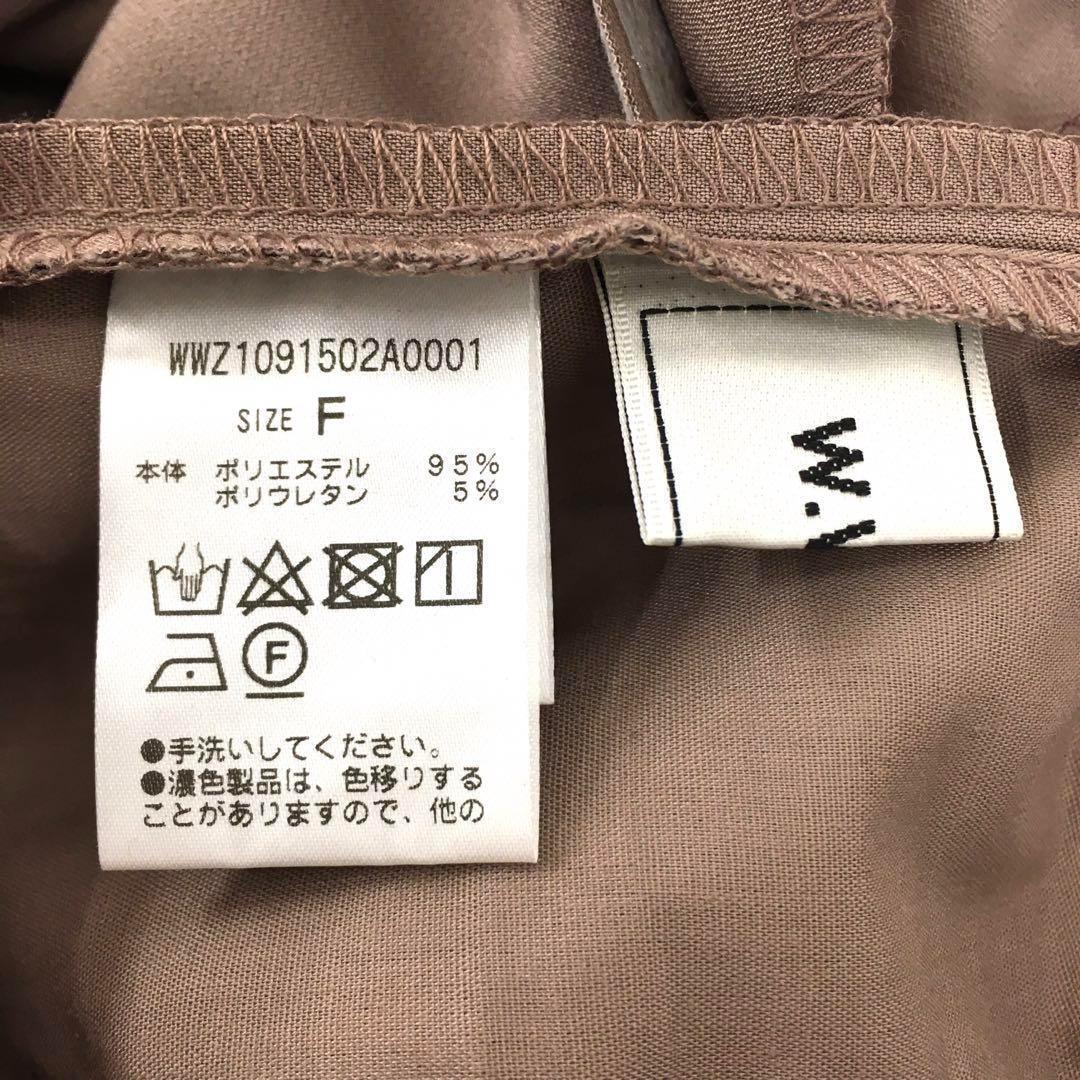 WWZ1091502A0001
SIZE F
本体 ポリエステル 95%
ポリウレタン 5%
F
●手洗いしてください。
●濃色製品は、色移りする
ことがありますので、他の
W.